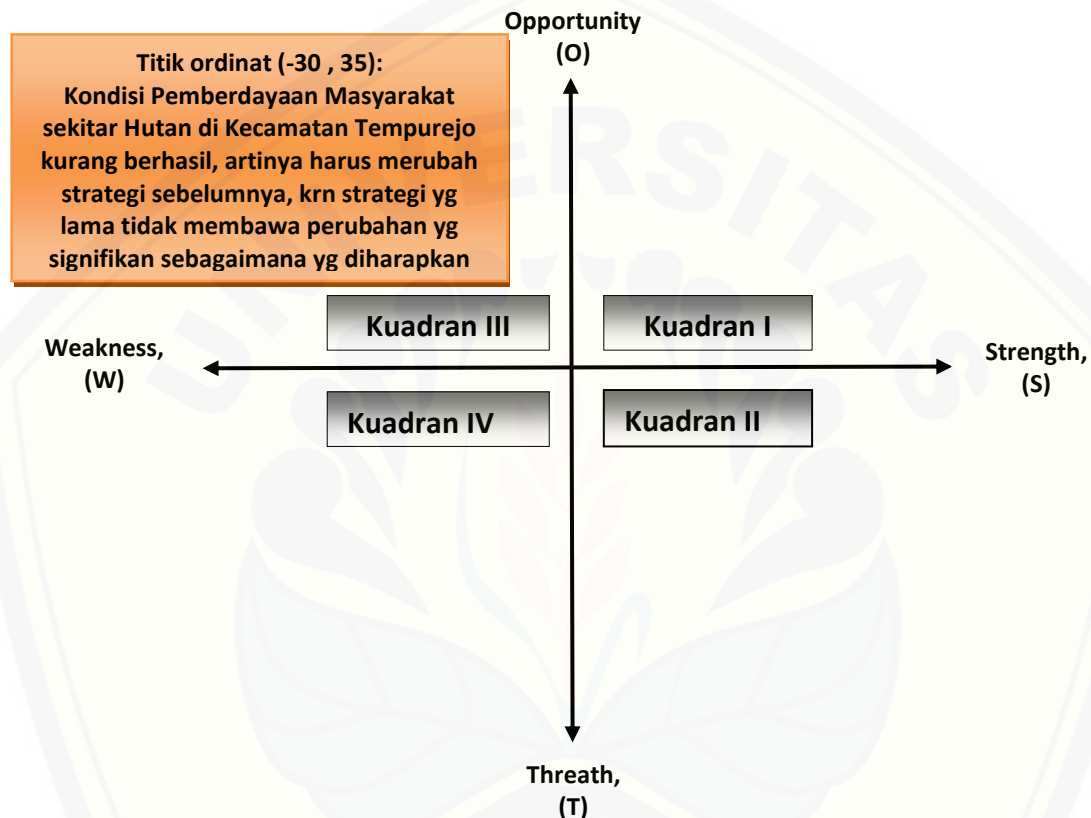 Opportunity
(O)
Titik ordinat (-30 , 35):
Kondisi Pemberdayaan Masyarakat
sekitar Hutan di Kecamatan Tempurejo
kurang berhasil, artinya harus merubah
strategi sebelumnya, krn strategi yg
lama tidak membawa perubahan yg
signifikan sebagaimana yg diharapkan
UNIVERSITAS
Kuadran III
Kuadran I
Weakness,
(W)
Strength,
(S)
Kuadran IV
Kuadran II
Threath,
(T)